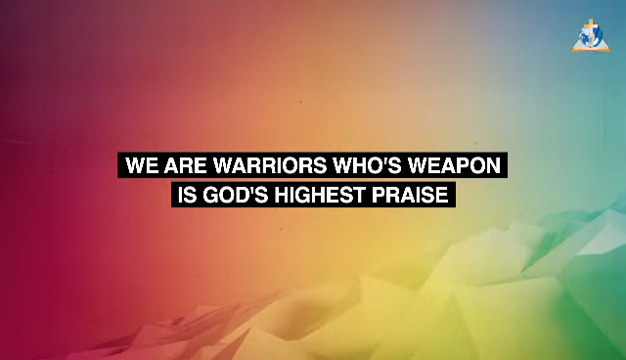 WE ARE WARRIORS WHO'S WEAPON
IS GOD'S HIGHEST PRAISE